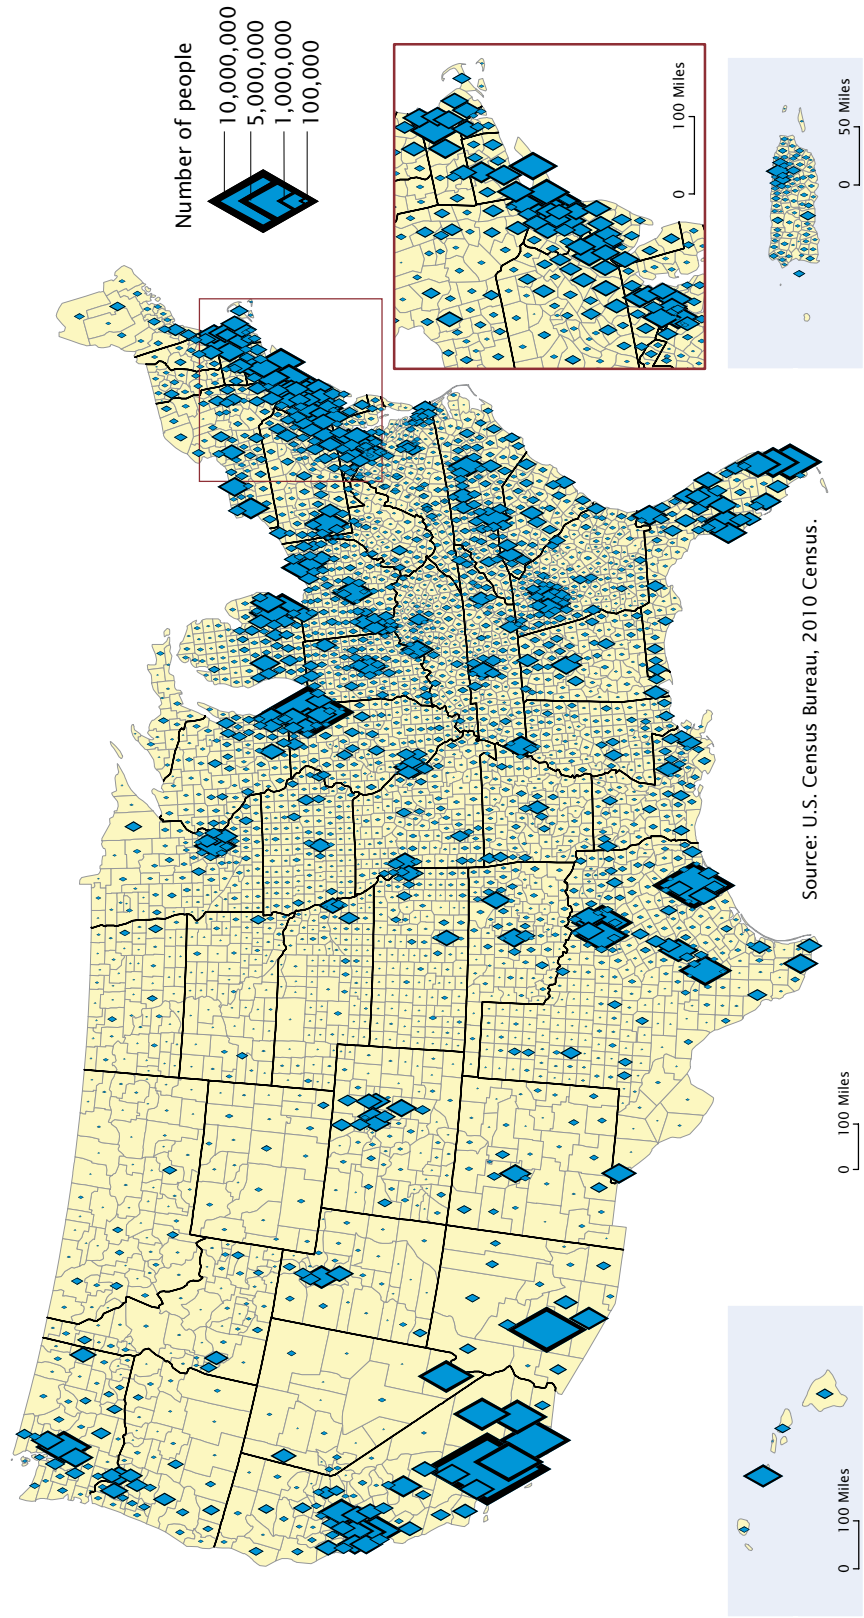 Number of people
10,000,000
5,000,000
1,000,000
100,000
0 100 Miles
0 50 Miles
0 100 Miles
0 100 Miles
Source: U.S. Census Bureau, 2010 Census.